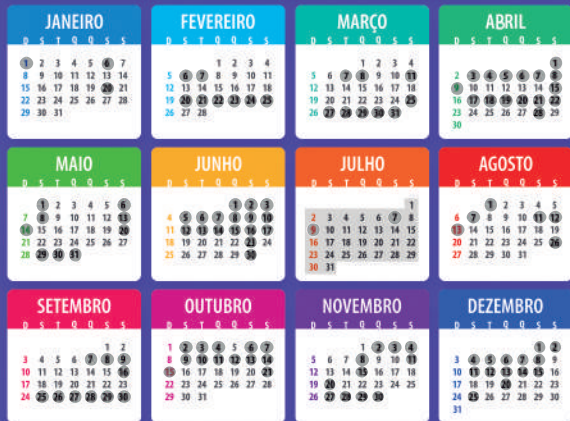 JANEIRO
D S T Q Q S S
1 2 3 4 5 6 7
8 9 10 11 12 13 14
15 16 17 18 19 20 21
22 23 24 25 26 27 28
29 30 31
FEVEREIRO
D S T Q Q S S
1 2 3 4
5 6 7 8 9 10 11
12 13 14 15 16 17 18
19 20 21 22 23 24 25
26 27 28
MARÇO
D S T Q Q S S
1 2 3 4
5 6 7 8 9 10 11
12 13 14 15 16 17 18
19 20 21 22 23 24 25
26 27 28 29 30 31
ABRIL
D S T Q Q S S
1
2 3 4 5 6 7 8
9 10 11 12 13 14 15
16 17 18 19 20 21 22
23 24 25 26 27 28 29
30
MAIO
D S T Q Q S S
1 2 3 4 5 6
7 8 9 10 11 12 13
14 15 16 17 18 19 20
21 22 23 24 25 26 27
28 29 30 31
JUNHO
D S T Q Q S S
1 2 3
4 5 6 7 8 9 10
11 12 13 14 15 16 17
18 19 20 21 22 23 24
25 26 27 28 29 30
JULHO
D S T Q Q S S
1
2 3 4 5 6 7 8
9 10 11 12 13 14 15
16 17 18 19 20 21 22
23 24 25 26 27 28 29
30 31
AGOSTO
D S T Q Q S S
1 2 3 4 5
6 7 8 9 10 11 12
13 14 15 16 17 18 19
20 21 22 23 24 25 26
27 28 29 30 31
SETEMBRO
D S T Q Q S S
1 2
3 4 5 6 7 8 9
10 11 12 13 14 15 16
17 18 19 20 21 22 23
24 25 26 27 28 29 30
OUTUBRO
D S T Q Q S S
1 2 3 4 5 6 7
8 9 10 11 12 13 14
15 16 17 18 19 20 21
22 23 24 25 26 27 28
29 30 31
NOVEMBRO
D S T Q Q S S
1 2 3 4
5 6 7 8 9 10 11
12 13 14 15 16 17 18
19 20 21 22 23 24 25
26 27 28 29 30
DEZEMBRO
D S T Q Q S S
1 2
3 4 5 6 7 8 9
10 11 12 13 14 15 16
17 18 19 20 21 22 23
24 25 26 27 28 29 30
31